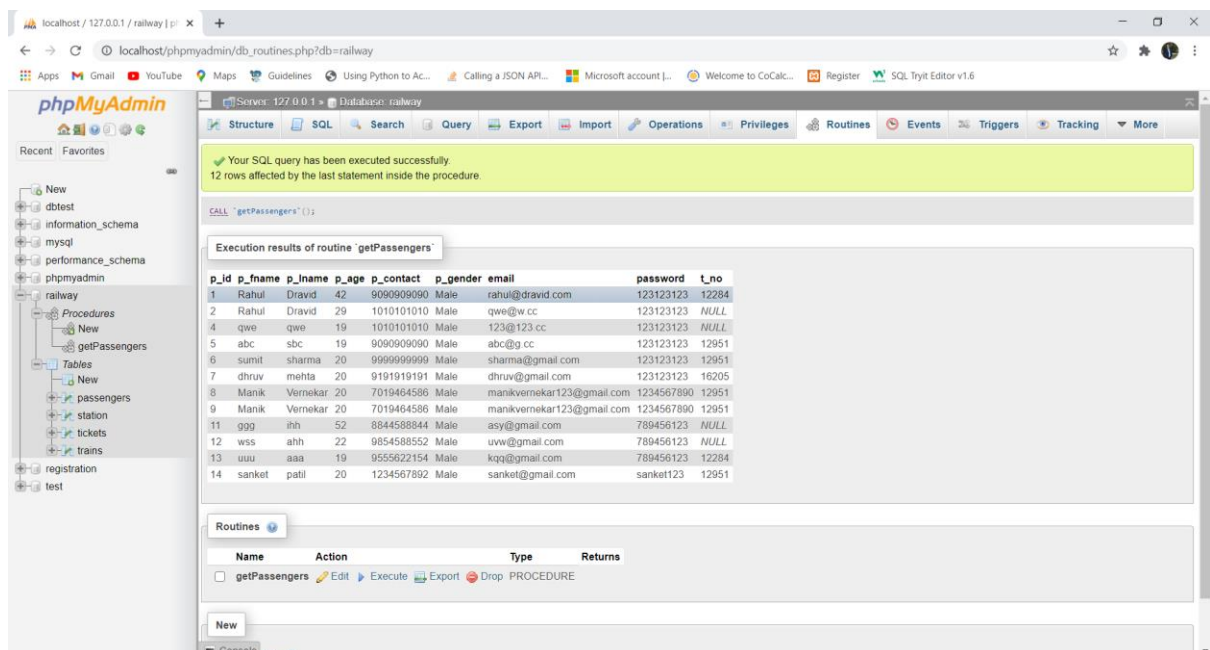 localhost / 127.0.0.1 / railway | pl
localhost/phpmyadmin/db_routines.php?db=railway
Apps Gmail YouTube Maps Guidelines Using Python to Ac... Calling a JSON API... Microsoft account |... Welcome to CoCalc... Register SQL Tryit Editor v1.6
phpMyAdmin
Recent Favorites
New
dbtest
information_schema
mysql
performance_schema
phpmyadmin
railway
Procedures
New
getPassengers
Tables
New
passengers
station
tickets
trains
registration
test
Server: 127.0.0.1 » Database: railway
Structure SQL Search Query Export Import Operations Privileges Routines Events Triggers Tracking More
Your SQL query has been executed successfully.
12 rows affected by the last statement inside the procedure.
CALL `getPassengers`();
Execution results of routine `getPassengers`
p_id p_fname p_lname p_age p_contact p_gender email password t_no
1 Rahul Dravid 42 9090909090 Male rahul@dravid.com 123123123 12284
2 Rahul Dravid 29 1010101010 Male qwe@w.cc 123123123 NULL
4 qwe qwe 19 1010101010 Male 123@123.cc 123123123 NULL
5 abc sbc 19 9090909090 Male abc@g.cc 123123123 12951
6 sumit sharma 20 9999999999 Male sharma@gmail.com 123123123 12951
7 dhruv mehta 20 9191919191 Male dhruv@gmail.com 123123123 16205
8 Manik Vernekar 20 7019464586 Male manikvernekar123@gmail.com 1234567890 12951
9 Manik Vernekar 20 7019464586 Male manikvernekar123@gmail.com 1234567890 12951
11 ggg ihh 52 8844588844 Male asy@gmail.com 789456123 NULL
12 wss ahh 22 9854588552 Male uvw@gmail.com 789456123 NULL
13 uuu aaa 19 9555622154 Male kqq@gmail.com 789456123 12284
14 sanket patil 20 1234567892 Male sanket@gmail.com sanket123 12951
Routines
Name Action Type Returns
getPassengers Edit Execute Export Drop PROCEDURE
New
Console